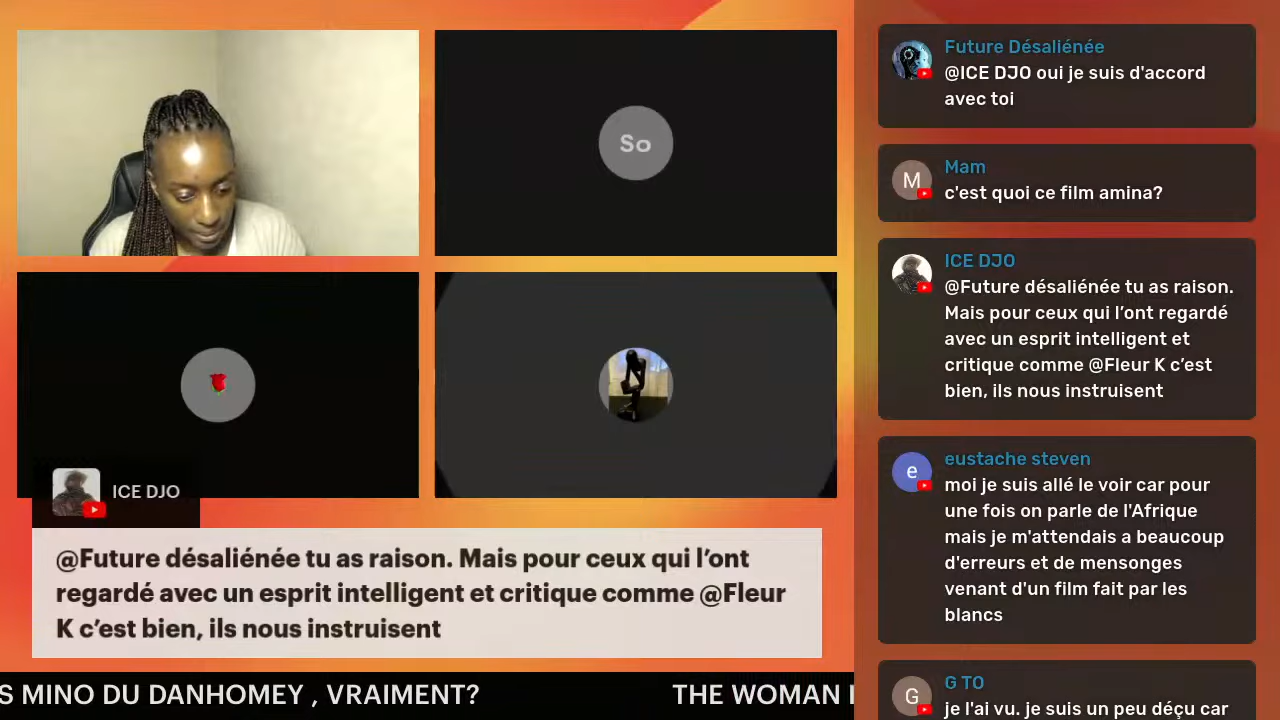 So
ICE DJO
@Future désaliénée tu as raison. Mais pour ceux qui l’ont
regardé avec un esprit intelligent et critique comme @Fleur
K c’est bien, ils nous instruisent
S MINO DU DANHOMEY , VRAIMENT?
THE WOMAN
Future Désaliénée
@ICE DJO oui je suis d'accord
avec toi
M
Mam
c'est quoi ce film amina?
ICE DJO
@Future désaliénée tu as raison.
Mais pour ceux qui l’ont regardé
avec un esprit intelligent et
critique comme @Fleur K c’est
bien, ils nous instruisent
e
eustache steven
moi je suis allé le voir car pour
une fois on parle de l'Afrique
mais je m'attendais a beaucoup
d'erreurs et de mensonges
venant d'un film fait par les
blancs
G
G TO
je l'ai vu. je suis un peu déçu car